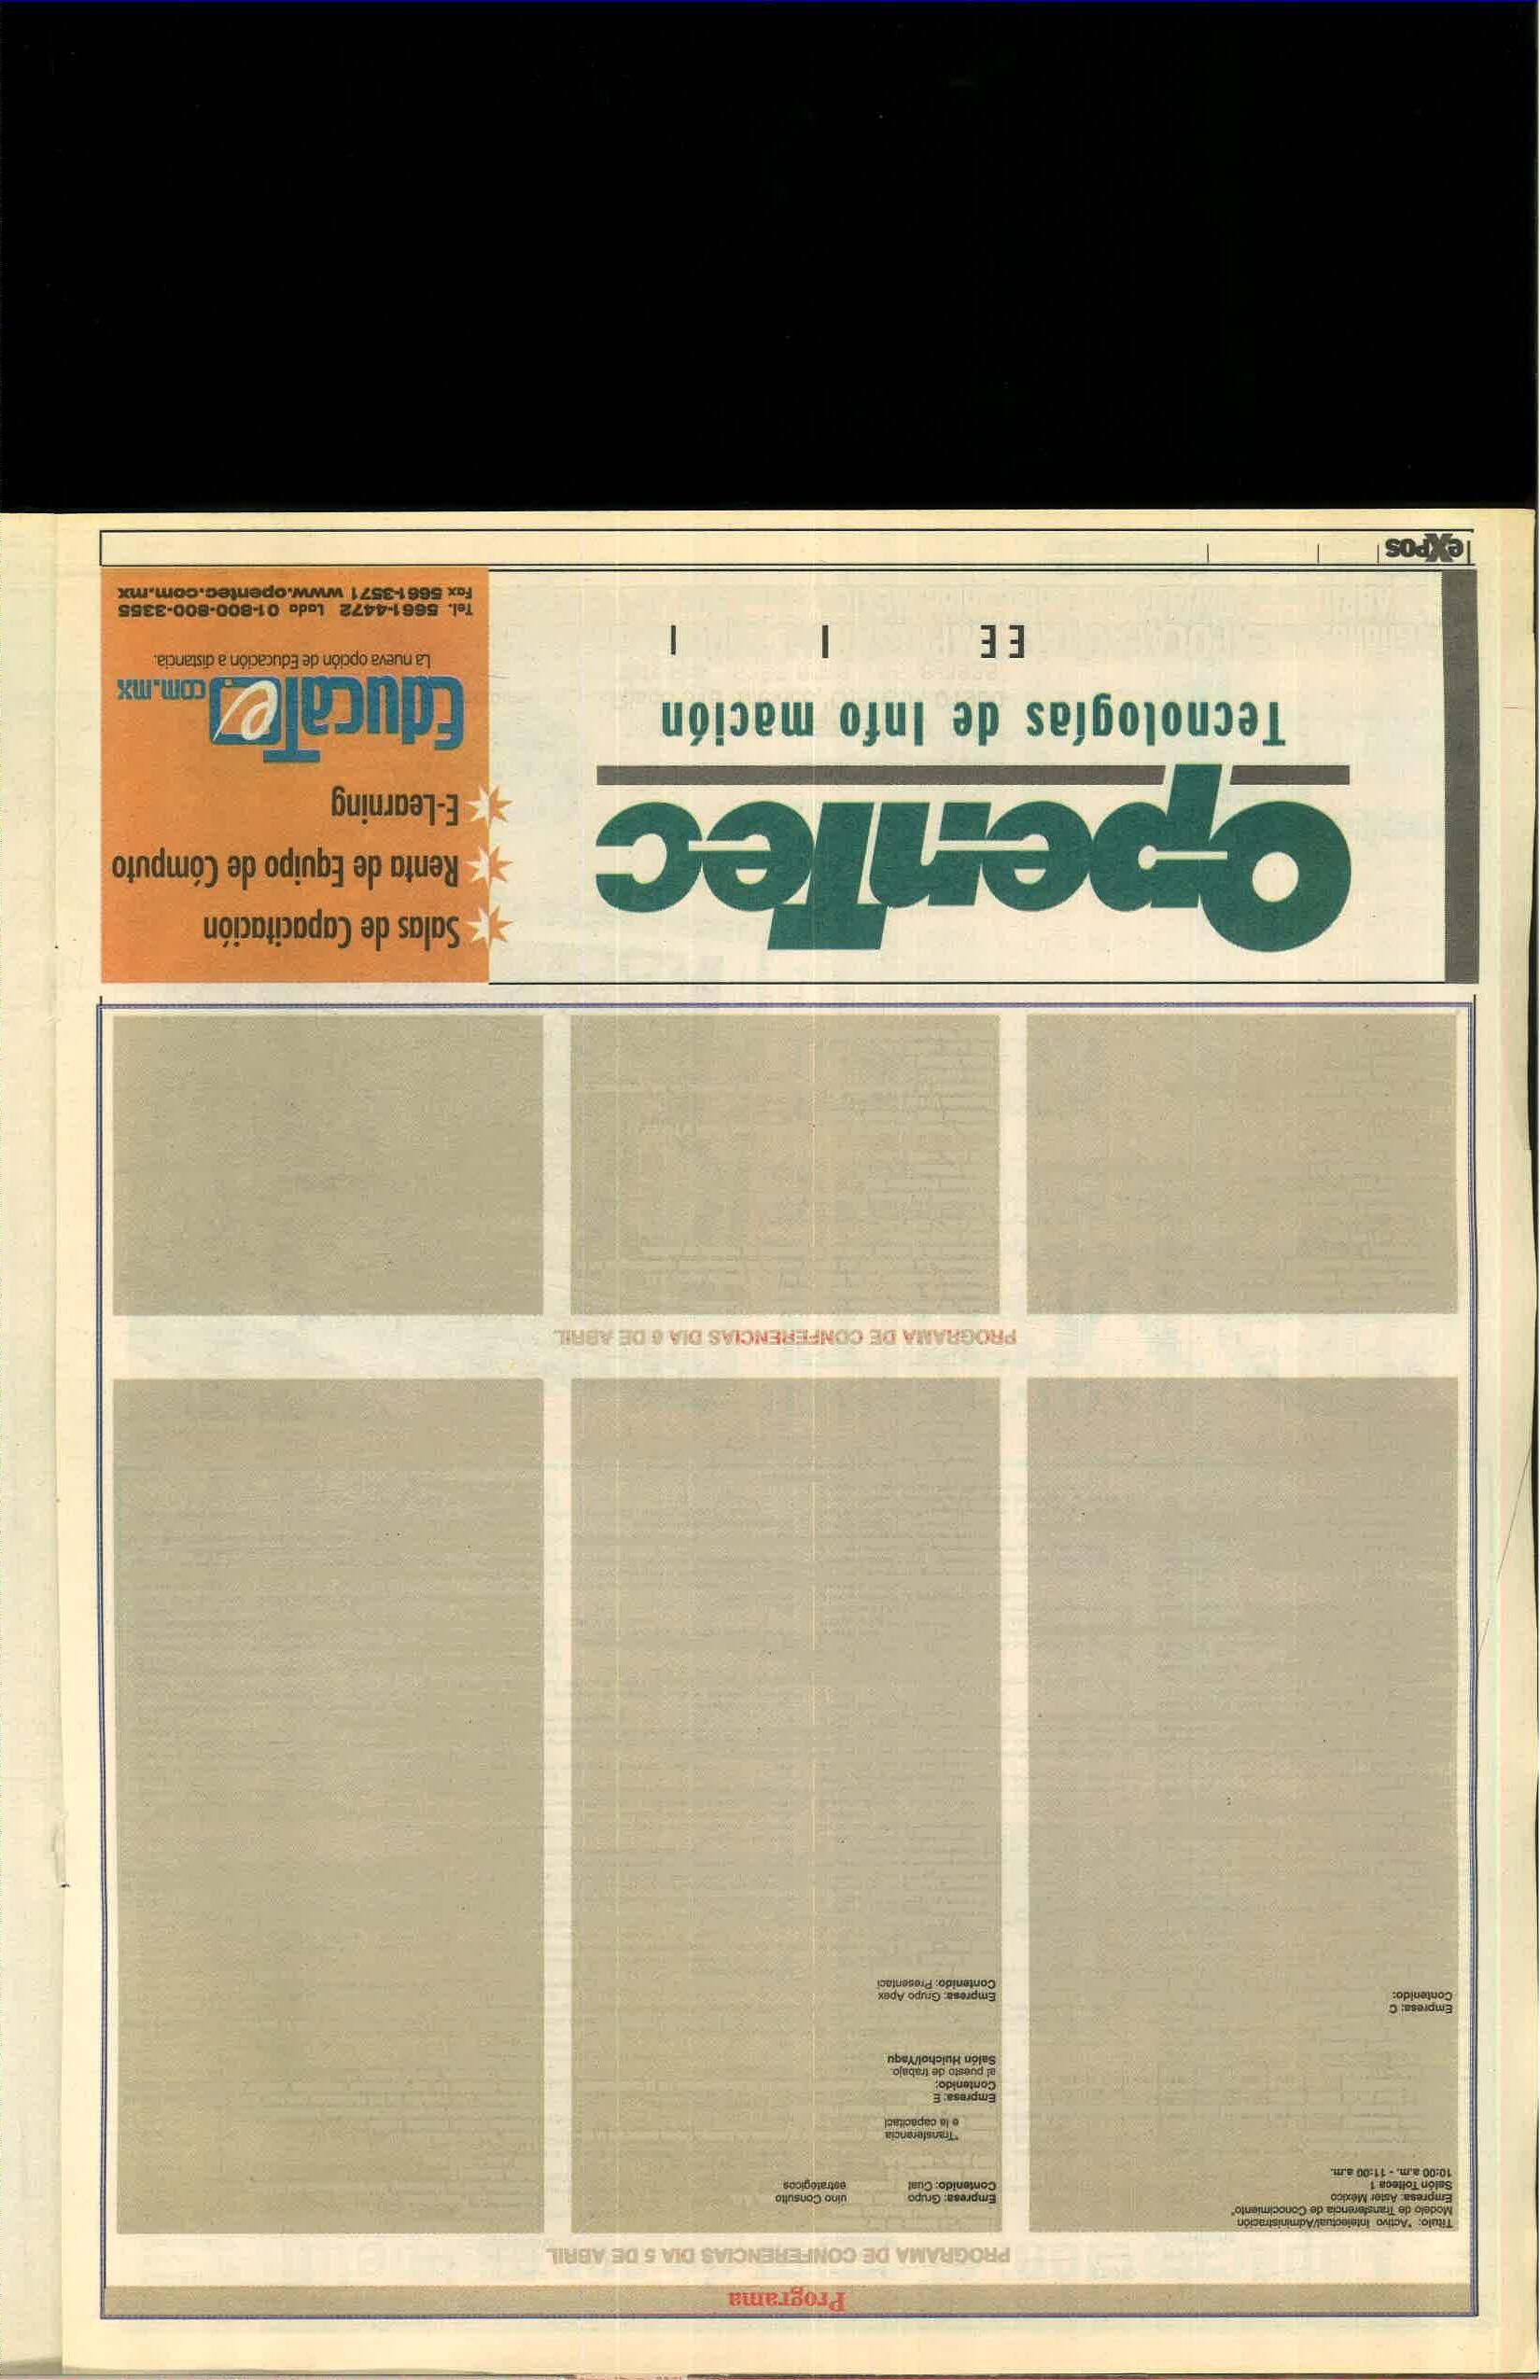 Programa
PROGRAMA DE CONFERENCIAS DIA 5 DE ABRIL
Título: "Activo Intelectual/Administración
Modelo de Transferencia de Conocimiento"
Empresa: Aster México
Salón Tolteca 1
10:00 a.m. - 11:00 a.m.
Empresa: C
Contenido:
Empresa: Grupo
Contenido: Cual
uino Consulto
estratégicos
"Transferencia
e la capacitaci
Empresa: E
Contenido:
al puesto de trabajo.
Salón Huichol/Yaqu
Empresa: Grupo Apex
Contenido: Presentaci
PROGRAMA DE CONFERENCIAS DIA 6 DE ABRIL
OpenTec
Tecnologías de Info mación
EE I I
Salas de Capacitación
Renta de Equipo de Cómputo
E-Learning
EducaTe.com.mx
La nueva opción de Educación a distancia.
Tel. 5661-4472 Lada 01-800-800-3355
Fax 5661-3571 www.opentec.com.mx
eXpos